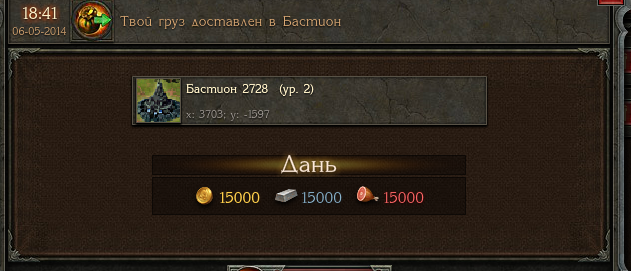 18:41
06-05-2014
Твой груз доставлен в Бастион
Бастион 2728 (ур. 2)
x: 3703; y: -1597
Дань
15000 15000 15000